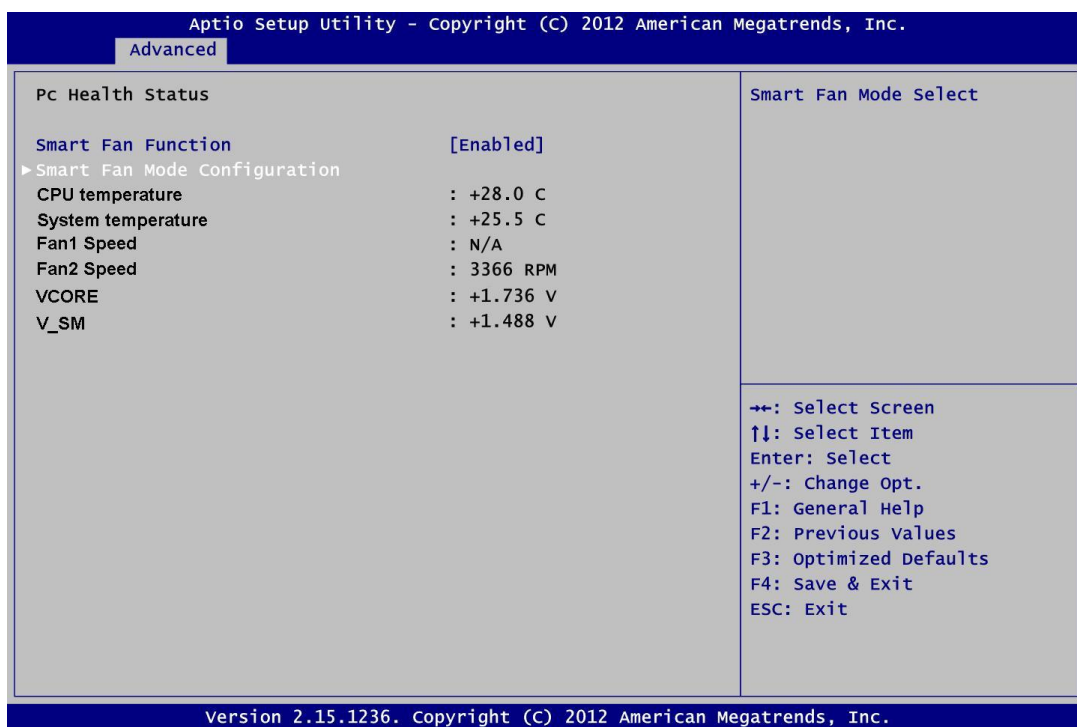 Aptio Setup Utility - Copyright (C) 2012 American Megatrends, Inc.
Advanced
Pc Health Status
Smart Fan Function [Enabled]
►Smart Fan Mode Configuration
CPU temperature : +28.0 C
System temperature : +25.5 C
Fan1 Speed : N/A
Fan2 Speed : 3366 RPM
VCORE : +1.736 V
V_SM : +1.488 V
Smart Fan Mode Select
→←: Select Screen
↑↓: Select Item
Enter: Select
+/-: Change Opt.
F1: General Help
F2: Previous Values
F3: Optimized Defaults
F4: Save & Exit
ESC: Exit
Version 2.15.1236. Copyright (C) 2012 American Megatrends, Inc.